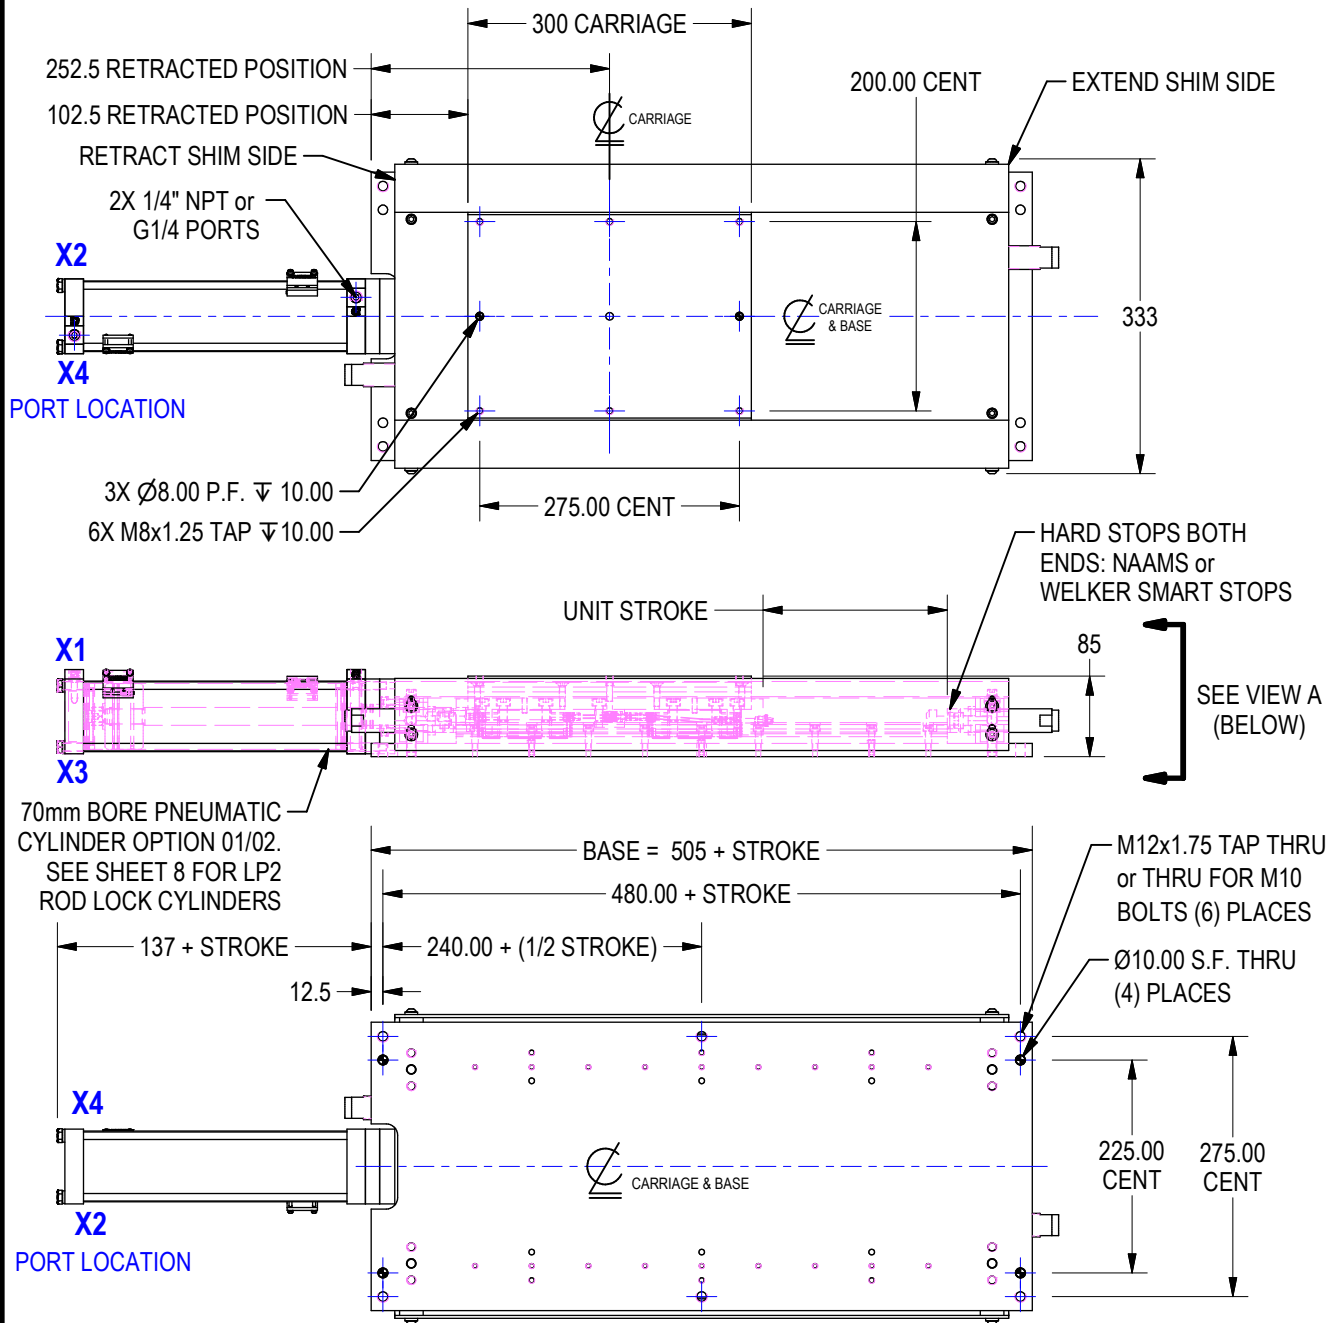 300 CARRIAGE
252.5 RETRACTED POSITION
200.00 CENT
EXTEND SHIM SIDE
102.5 RETRACTED POSITION
CARRIAGE
RETRACT SHIM SIDE
2X 1/4" NPT or
G1/4 PORTS
X2
CARRIAGE
& BASE
333
X4
PORT LOCATION
3X Ø8.00 P.F. ↧ 10.00
275.00 CENT
6X M8x1.25 TAP ↧ 10.00
HARD STOPS BOTH
ENDS: NAAMS or
WELKER SMART STOPS
UNIT STROKE
X1
85
SEE VIEW A
(BELOW)
X3
70mm BORE PNEUMATIC
CYLINDER OPTION 01/02.
SEE SHEET 8 FOR LP2
ROD LOCK CYLINDERS
BASE = 505 + STROKE
M12x1.75 TAP THRU
or THRU FOR M10
BOLTS (6) PLACES
480.00 + STROKE
137 + STROKE
240.00 + (1/2 STROKE)
Ø10.00 S.F. THRU
(4) PLACES
12.5
X4
225.00
CENT
275.00
CENT
CARRIAGE & BASE
X2
PORT LOCATION